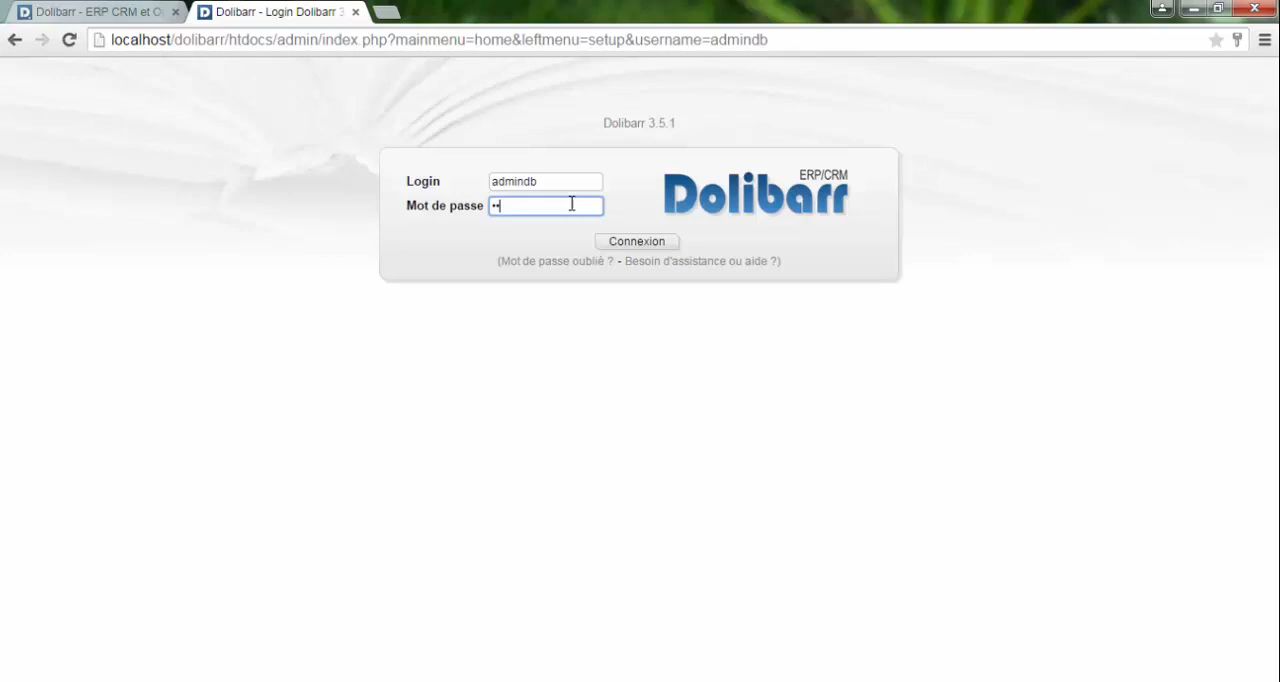 Dolibarr - ERP CRM et O
Dolibarr - Login Dolibarr 3
localhost/dolibarr/htdocs/admin/index.php?mainmenu=home&leftmenu=setup&username=admindb
Dolibarr 3.5.1
Login admindb
ERP/CRM
Dolibarr
Mot de passe ••
Connexion
(Mot de passe oublié ? - Besoin d'assistance ou aide ?)